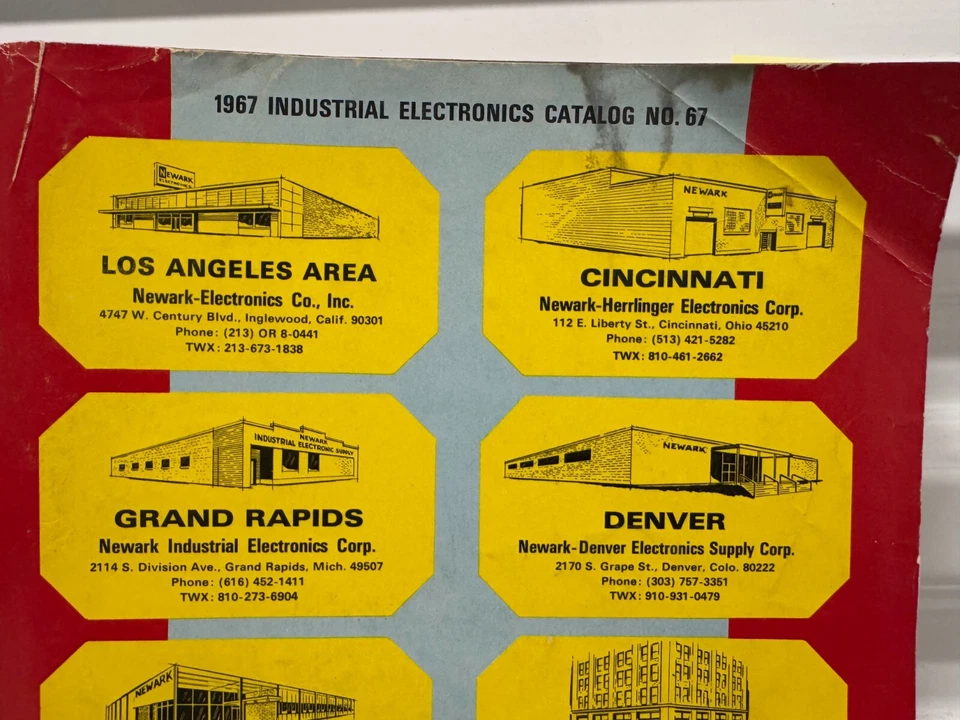 1967 INDUSTRIAL ELECTRONICS CATALOG NO. 67
NEWARK
ELECTRONICS
LOS ANGELES AREA
Newark-Electronics Co., Inc.
4747 W. Century Blvd., Inglewood, Calif. 90301
Phone: (213) OR 8-0441
TWX: 213-673-1838
NEWARK
CINCINNATI
Newark-Herrlinger Electronics Corp.
112 E. Liberty St., Cincinnati, Ohio 45210
Phone: (513) 421-5282
TWX: 810-461-2662
NEWARK
INDUSTRIAL ELECTRONIC SUPPLY
GRAND RAPIDS
Newark Industrial Electronics Corp.
2114 S. Division Ave., Grand Rapids, Mich. 49507
Phone: (616) 452-1411
TWX: 810-273-6904
NEWARK
DENVER
Newark-Denver Electronics Supply Corp.
2170 S. Grape St., Denver, Colo. 80222
Phone: (303) 757-3351
TWX: 910-931-0479
NEWARK